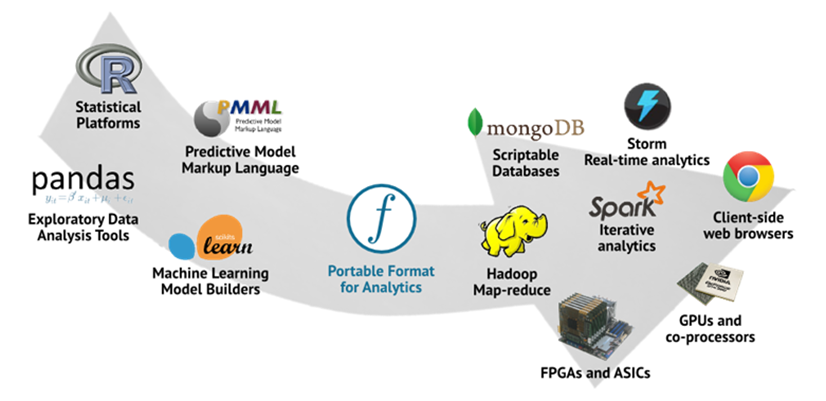 R
Statistical
Platforms
PMML
Predictive Model
Markup Language
Predictive Model
Markup Language
pandas
Exploratory Data
Analysis Tools
scikits
learn
Machine Learning
Model Builders
f
Portable Format
for Analytics
mongoDB
Scriptable
Databases
Storm
Real-time analytics
Spark
Iterative
analytics
Client-side
web browsers
Hadoop
Map-reduce
NVIDIA
GPUs and
co-processors
FPGAs and ASICs